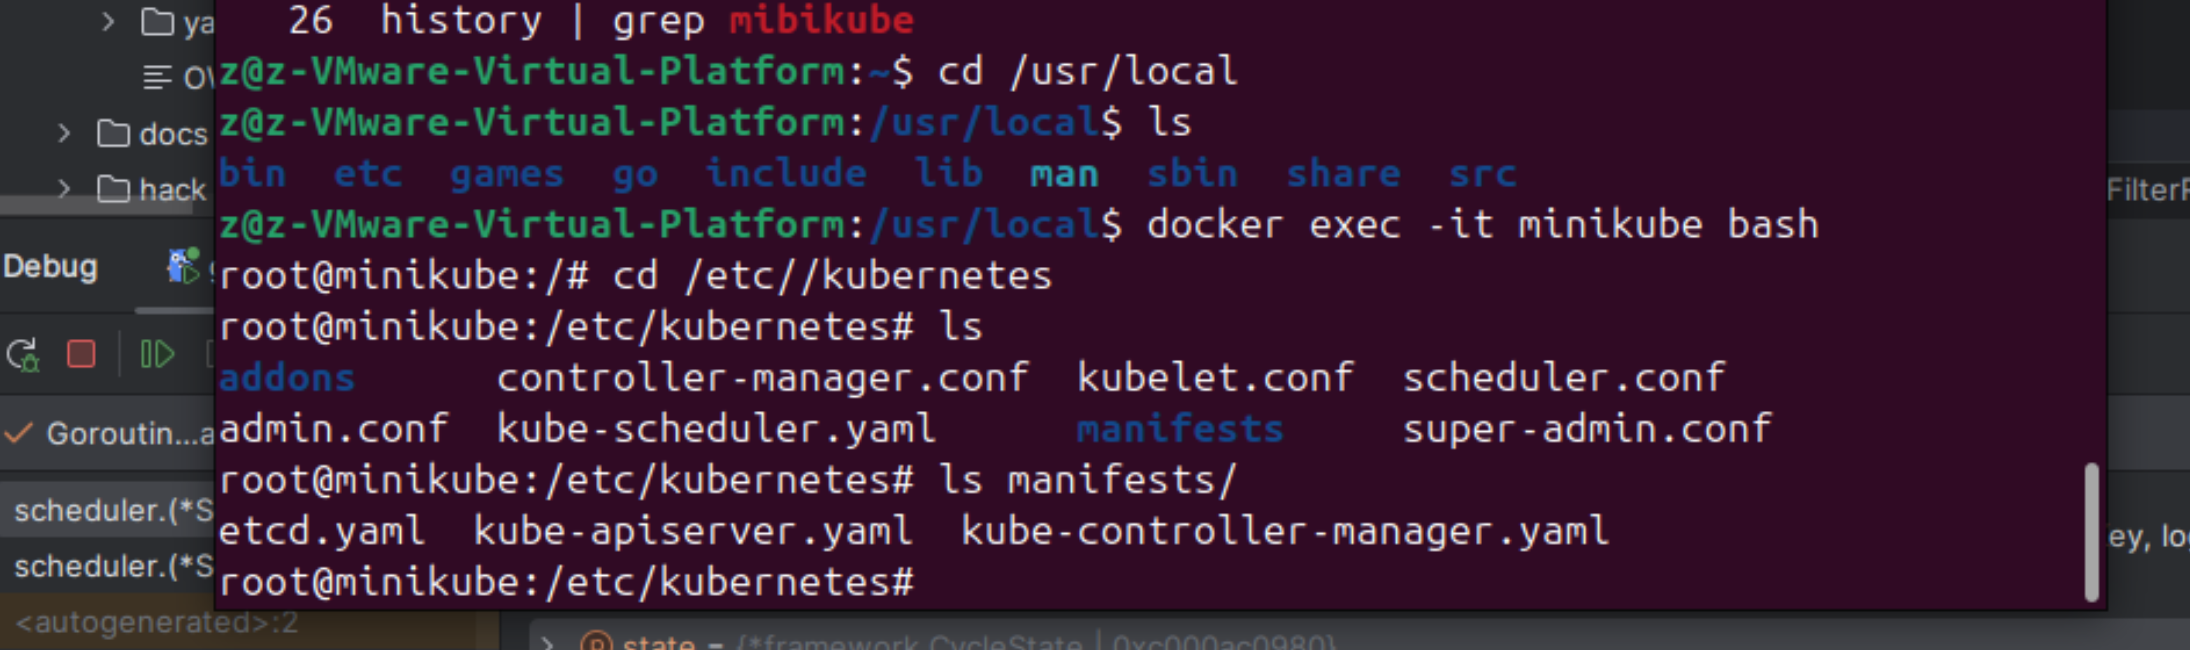 26 history | grep mibikube
ya
z@z-VMware-Virtual-Platform:~$ cd /usr/local
z@z-VMware-Virtual-Platform:/usr/local$ ls
docs
bin etc games go include lib man sbin share src
hack
FilterP
z@z-VMware-Virtual-Platform:/usr/local$ docker exec -it minikube bash
Debug
root@minikube:/# cd /etc//kubernetes
root@minikube:/etc/kubernetes# ls
addons controller-manager.conf kubelet.conf scheduler.conf
Goroutin...a
admin.conf kube-scheduler.yaml manifests super-admin.conf
root@minikube:/etc/kubernetes# ls manifests/
scheduler.(*S
etcd.yaml kube-apiserver.yaml kube-controller-manager.yaml
ey, lo
scheduler.(*S
root@minikube:/etc/kubernetes#
<autogenerated>:2
state = {*framework.CycleState | 0xc000ac0980}